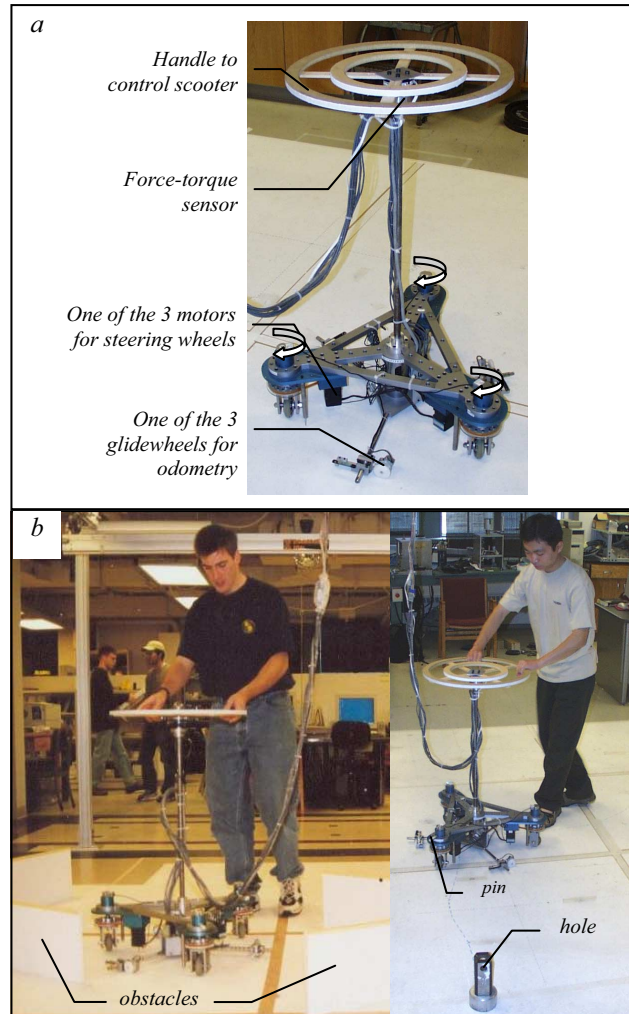 a
Handle to
control scooter
Force-torque
sensor
One of the 3 motors
for steering wheels
One of the 3
glidewheels for
odometry
b
obstacles
pin
hole